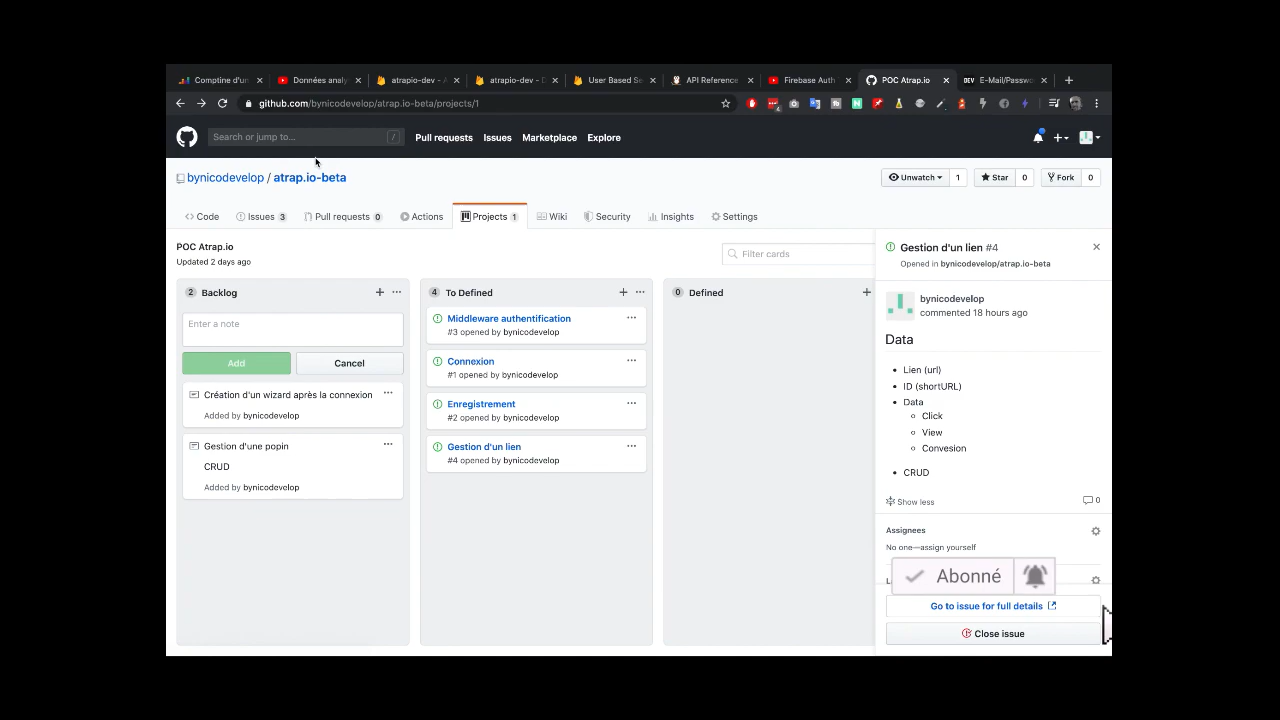 Comptine d'un
Données analy
atrapio-dev - A
atrapio-dev - D
User Based Se
API Reference
Firebase Auth
POC Atrap.io
DEV
E-Mail/Passwo
github.com/bynicodevelop/atrap.io-beta/projects/1
Search or jump to...
/
Pull requests
Issues
Marketplace
Explore
bynicodevelop / atrap.io-beta
Unwatch
1
Star
0
Fork
0
Code
Issues 3
Pull requests 0
Actions
Projects 1
Wiki
Security
Insights
Settings
POC Atrap.io
Updated 2 days ago
Filter cards
2 Backlog
Enter a note
Add
Cancel
Création d'un wizard après la connexion
Added by bynicodevelop
Gestion d'une popin
CRUD
Added by bynicodevelop
4 To Defined
Middleware authentification
#3 opened by bynicodevelop
Connexion
#1 opened by bynicodevelop
Enregistrement
#2 opened by bynicodevelop
Gestion d'un lien
#4 opened by bynicodevelop
0 Defined
Gestion d'un lien #4
Opened in bynicodevelop/atrap.io-beta
bynicodevelop
commented 18 hours ago
Data
Lien (url)
ID (shortURL)
Data
Click
View
Convesion
CRUD
Show less
0
Assignees
No one—assign yourself
Abonné
Go to issue for full details
Close issue